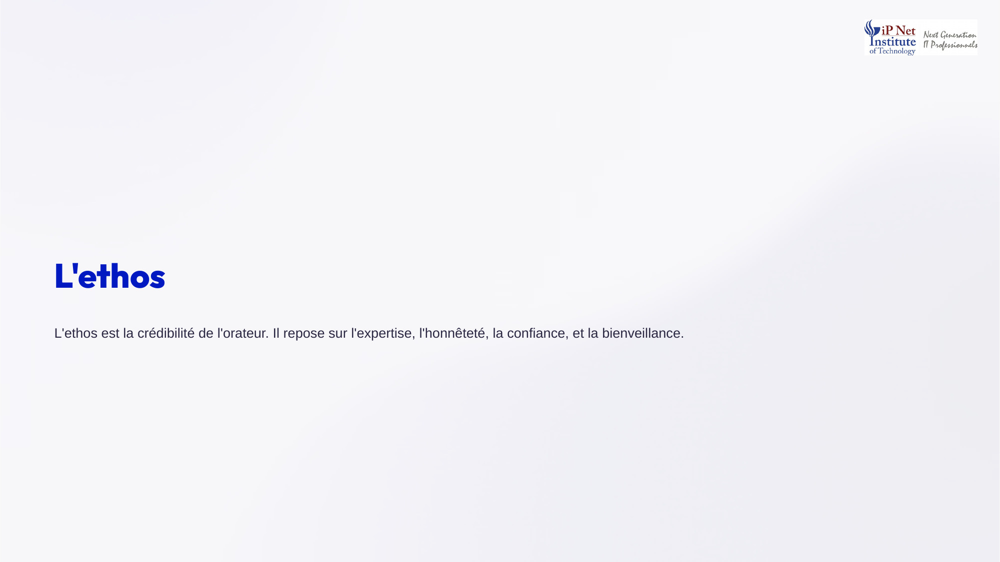 iP Net
Institute
of Technology
Next Generation
IT Professionnels
L'ethos
L'ethos est la crédibilité de l'orateur. Il repose sur l'expertise, l'honnêteté, la confiance, et la bienveillance.